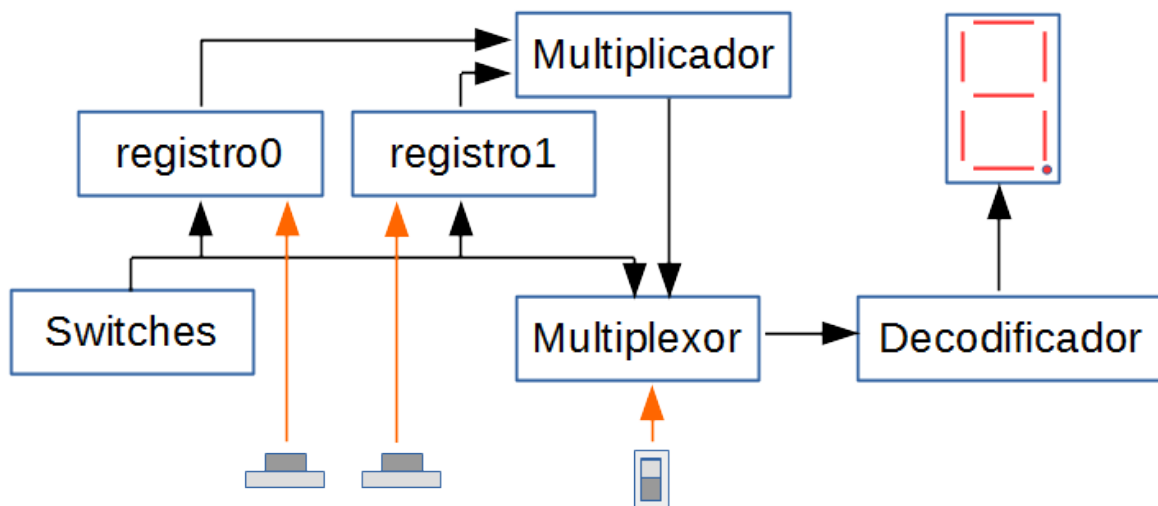 Multiplicador
registro0
registro1
Switches
Multiplexor
Decodificador